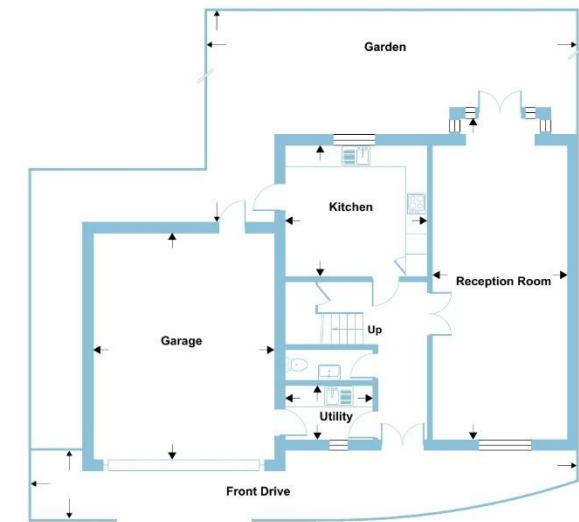 Garden
Kitchen
Reception Room
Up
Garage
Utility
Front Drive